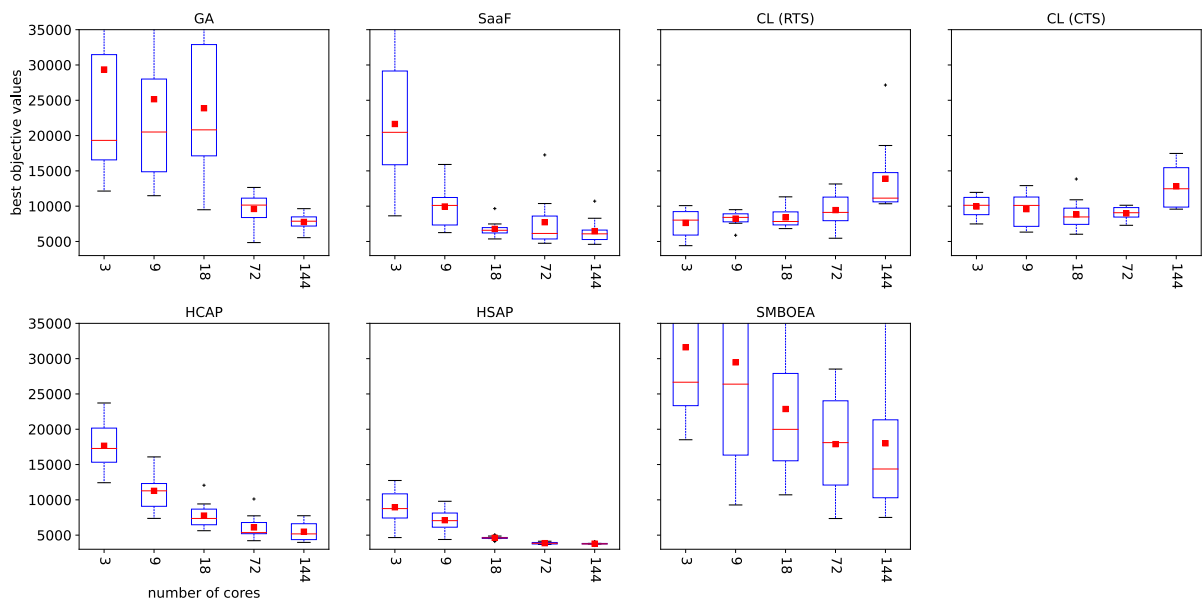 GA
SaaF
CL (RTS)
CL (CTS)
35000
30000
25000
20000
15000
10000
5000
best objective values
3 9 18 72 144
3 9 18 72 144
3 9 18 72 144
3 9 18 72 144
HCAP
HSAP
SMBOEA
35000
30000
25000
20000
15000
10000
5000
3 9 18 72 144
3 9 18 72 144
3 9 18 72 144
number of cores